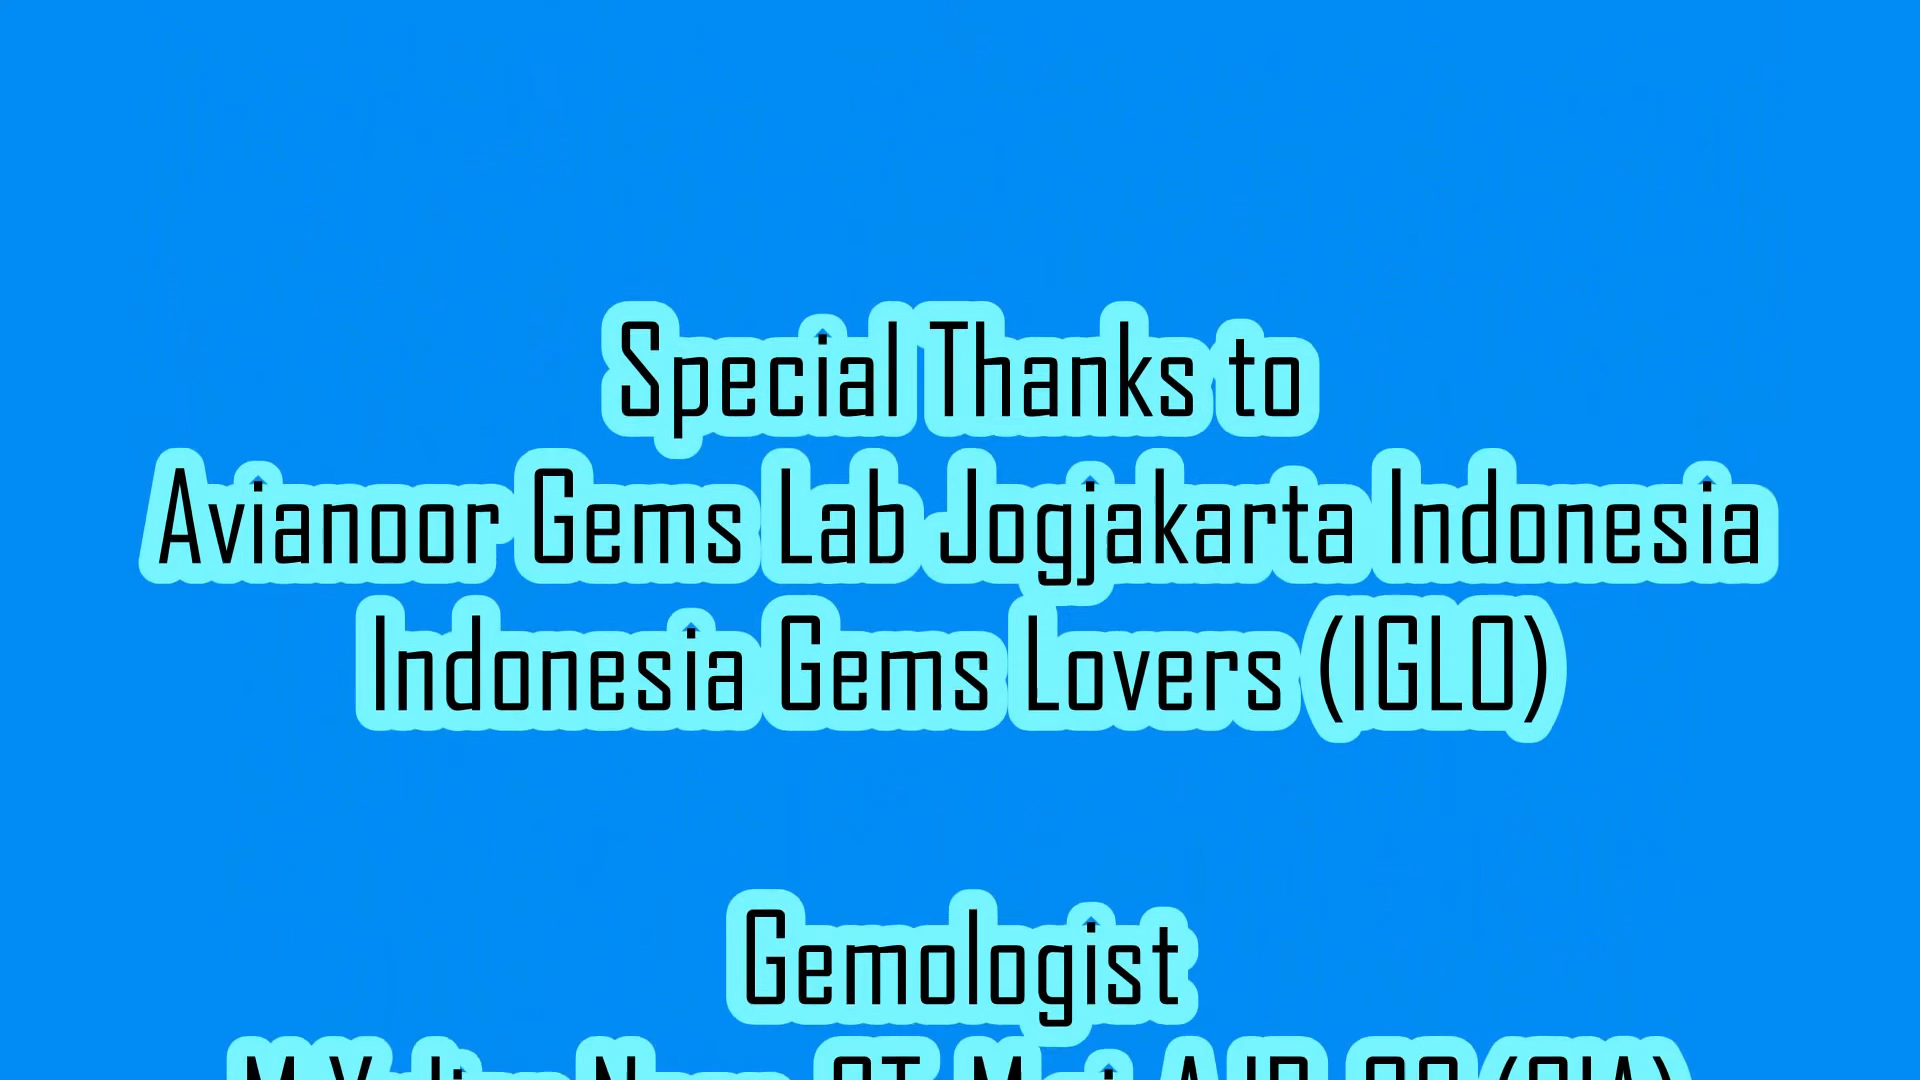 Special Thanks to
Avianoor Gems Lab Jogjakarta Indonesia
Indonesia Gems Lovers (IGLO)
Gemologist